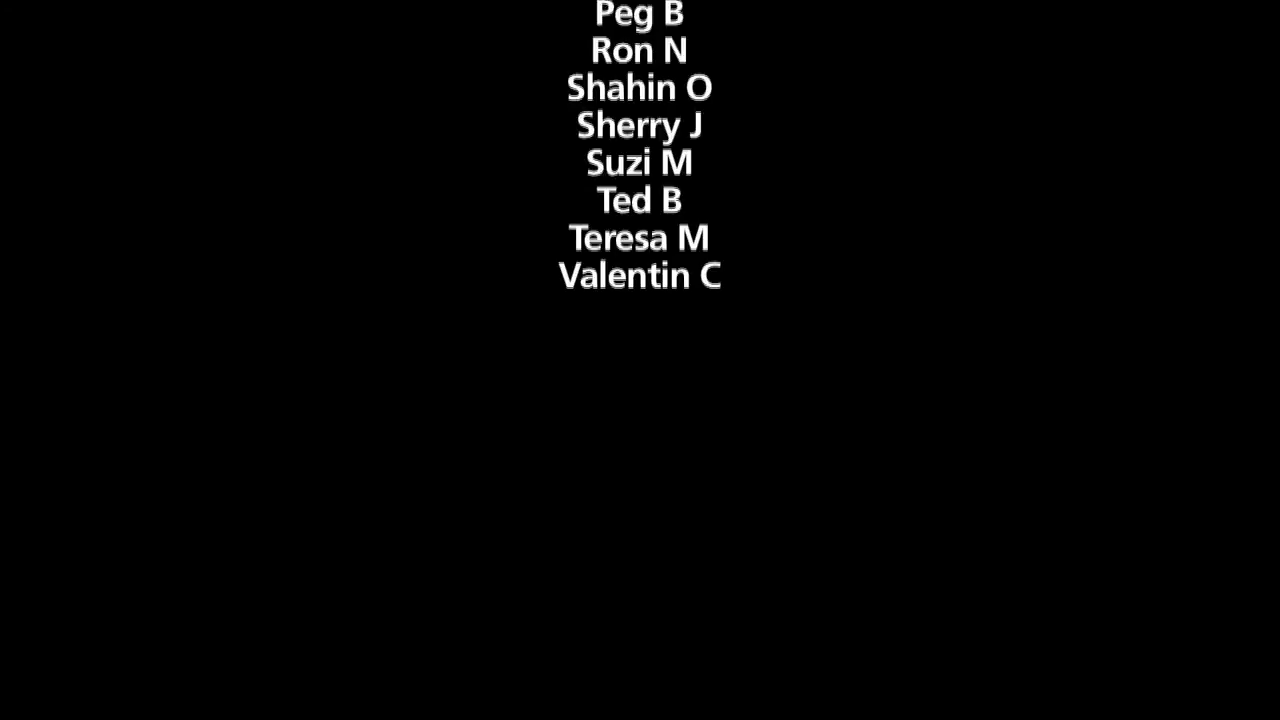 Peg B
Ron N
Shahin O
Sherry J
Suzi M
Ted B
Teresa M
Valentin C